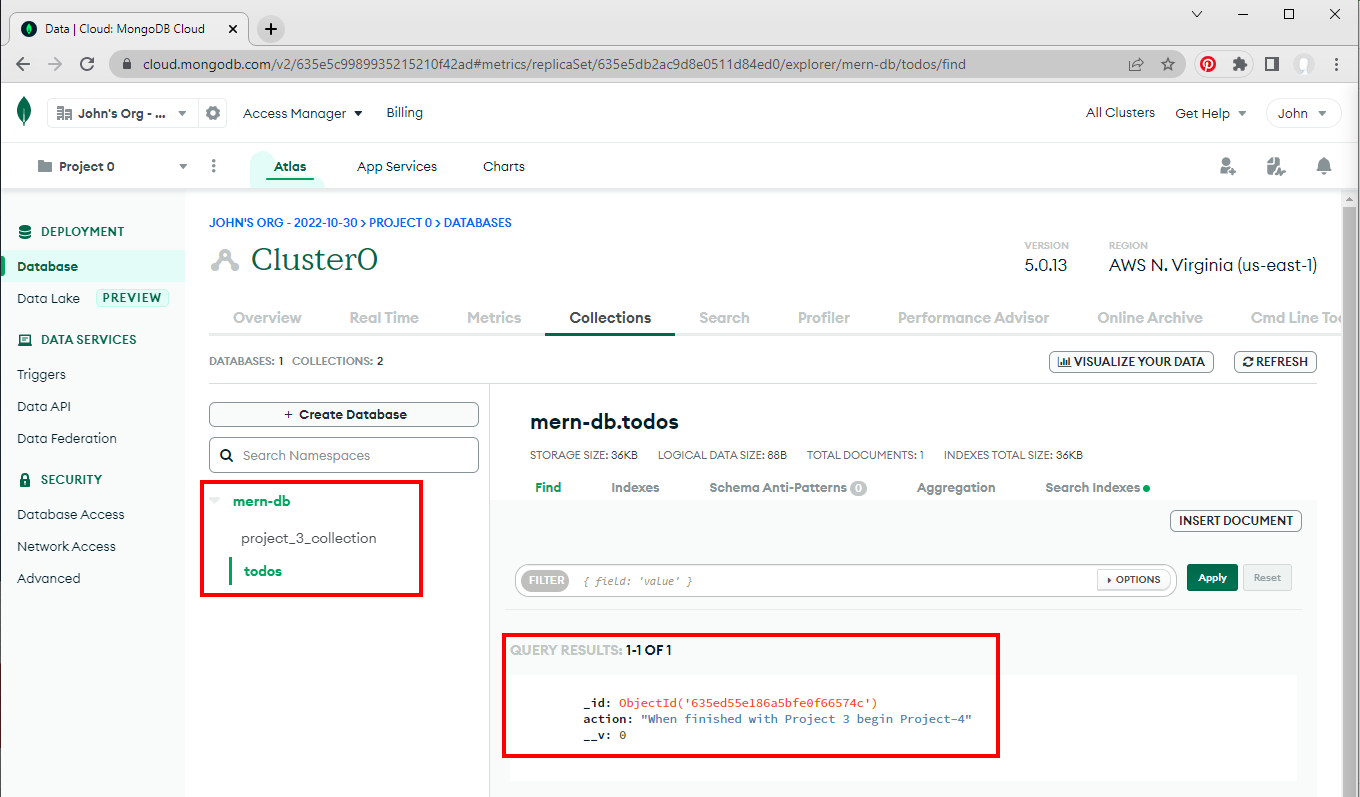 Data | Cloud: MongoDB Cloud
cloud.mongodb.com/v2/635e5c9989935215210f42ad#metrics/replicaSet/635e5db2ac9d8e0511d84ed0/explorer/mern-db/todos/find
John's Org - ... Access Manager Billing All Clusters Get Help John
Project 0 Atlas App Services Charts
DEPLOYMENT
Database
Data Lake PREVIEW
DATA SERVICES
Triggers
Data API
Data Federation
SECURITY
Database Access
Network Access
Advanced
JOHN'S ORG - 2022-10-30 > PROJECT 0 > DATABASES
Cluster0
VERSION
5.0.13
REGION
AWS N. Virginia (us-east-1)
Overview Real Time Metrics Collections Search Profiler Performance Advisor Online Archive Cmd Line Too
DATABASES: 1 COLLECTIONS: 2
VISUALIZE YOUR DATA REFRESH
+ Create Database
Search Namespaces
mern-db
project_3_collection
todos
mern-db.todos
STORAGE SIZE: 36KB LOGICAL DATA SIZE: 88B TOTAL DOCUMENTS: 1 INDEXES TOTAL SIZE: 36KB
Find Indexes Schema Anti-Patterns 0 Aggregation Search Indexes
INSERT DOCUMENT
FILTER { field: 'value' } OPTIONS Apply Reset
QUERY RESULTS: 1-1 OF 1
_id: ObjectId('635ed55e186a5bfe0f66574c')
action: "When finished with Project 3 begin Project-4"
__v: 0